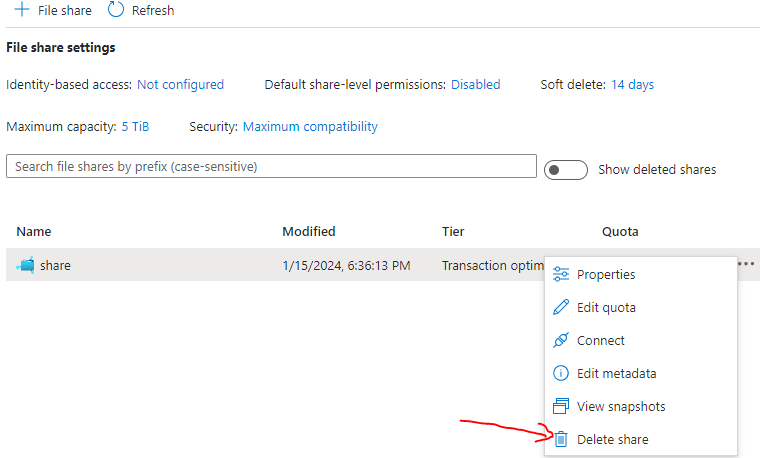 File share Refresh
File share settings
Identity-based access: Not configured Default share-level permissions: Disabled Soft delete: 14 days
Maximum capacity: 5 TiB Security: Maximum compatibility
Search file shares by prefix (case-sensitive) Show deleted shares
Name Modified Tier Quota
share 1/15/2024, 6:36:13 PM Transaction optim
Properties
Edit quota
Connect
Edit metadata
View snapshots
Delete share